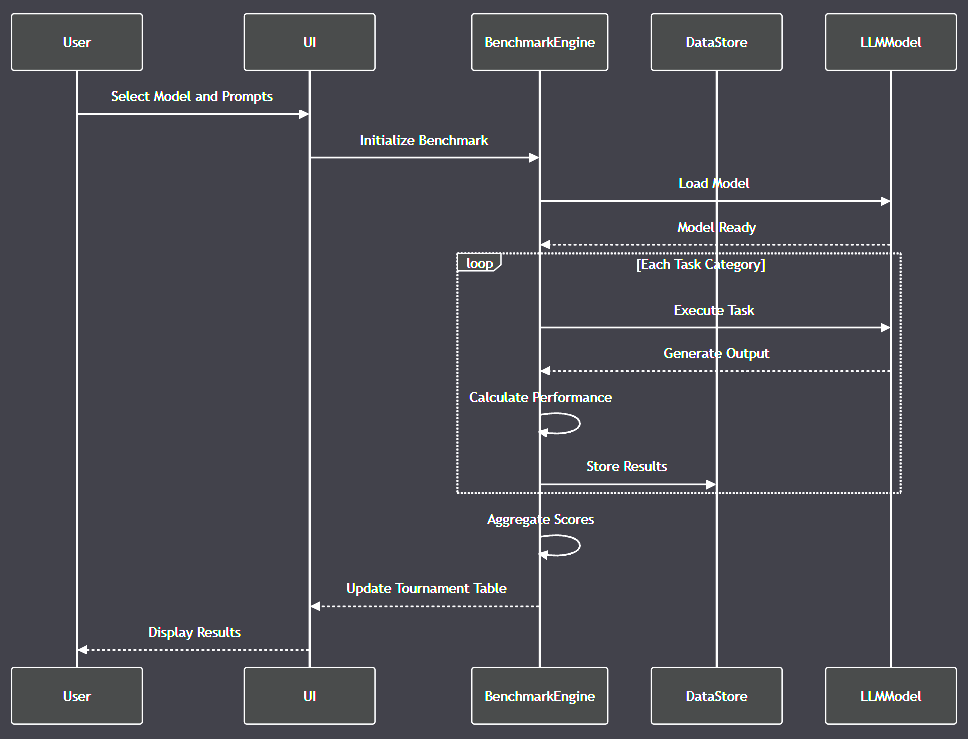 User
UI
BenchmarkEngine
DataStore
LLMModel
Select Model and Prompts
Initialize Benchmark
Load Model
Model Ready
loop
[Each Task Category]
Execute Task
Generate Output
Calculate Performance
Store Results
Aggregate Scores
Update Tournament Table
Display Results
User
UI
BenchmarkEngine
DataStore
LLMModel